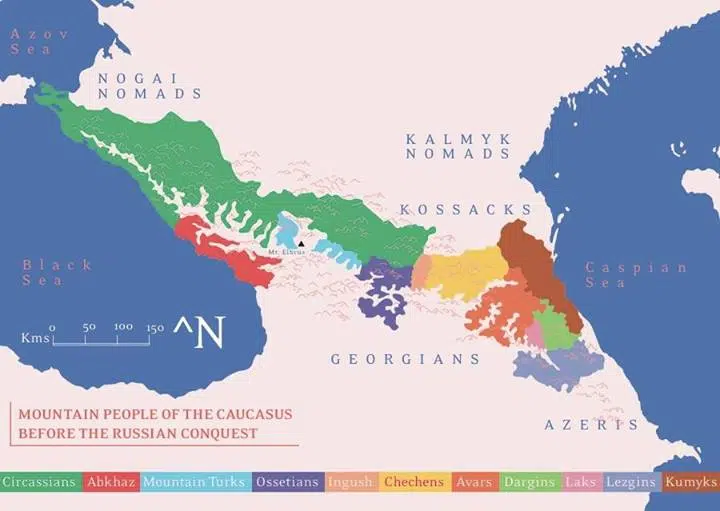 Azov
Sea
NOGAI
NOMADS
KALMYK
NOMADS
KOSSACKS
Mt. Elbrus
Black
Sea
Caspian
Sea
Kms 0 50 100 150 ^N
GEORGIANS
AZERIS
MOUNTAIN PEOPLE OF THE CAUCASUS
BEFORE THE RUSSIAN CONQUEST
Circassians Abkhaz Mountain Turks Ossetians Ingush Chechens Avars Dargins Laks Lezgins Kumyks